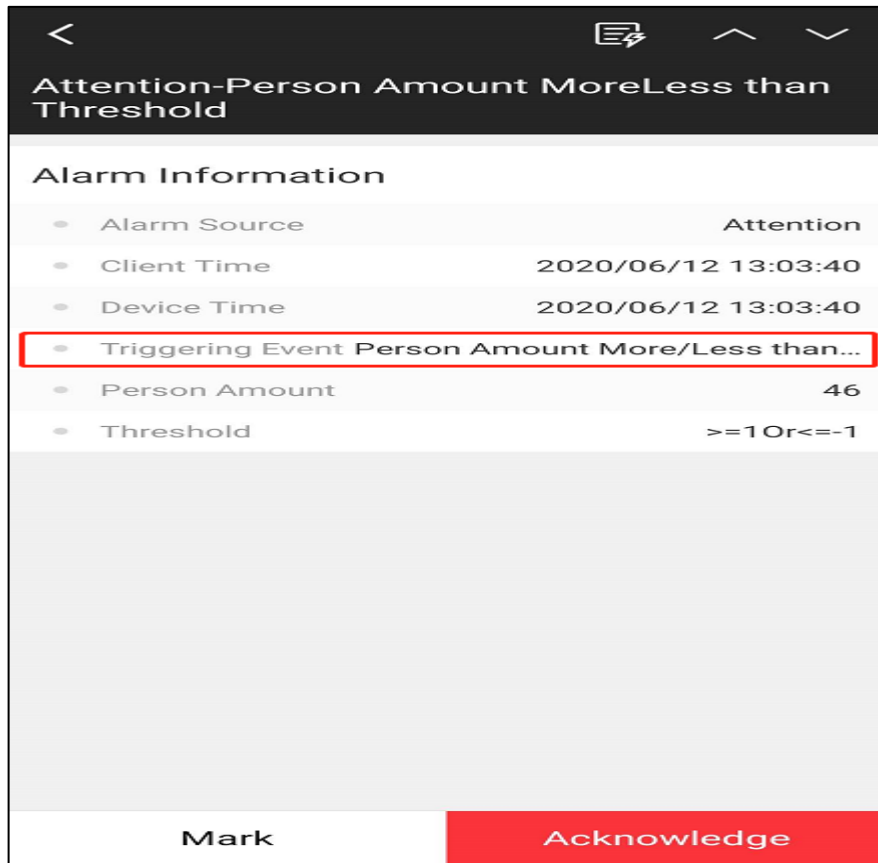 Attention-Person Amount MoreLess than
Threshold
Alarm Information
Alarm Source Attention
Client Time 2020/06/12 13:03:40
Device Time 2020/06/12 13:03:40
Triggering Event Person Amount More/Less than...
Person Amount 46
Threshold >=1Or<=-1
Mark Acknowledge